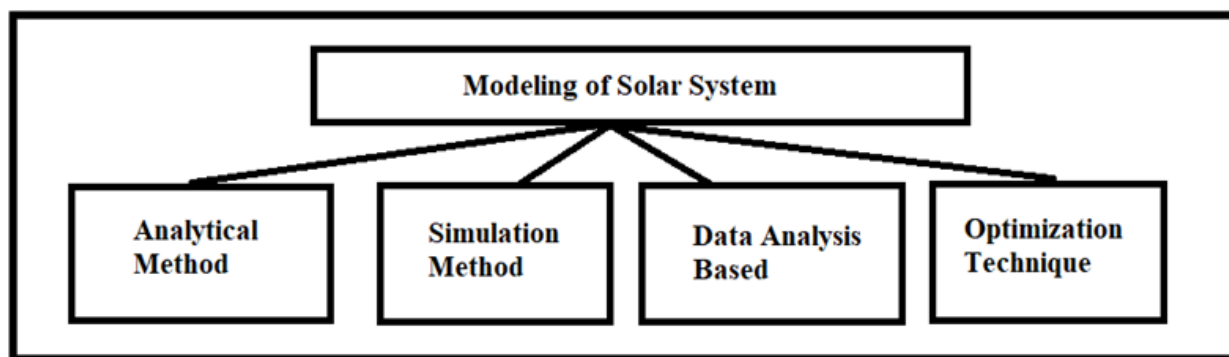 Modeling of Solar System
Analytical
Method
Simulation
Method
Data Analysis
Based
Optimization
Technique